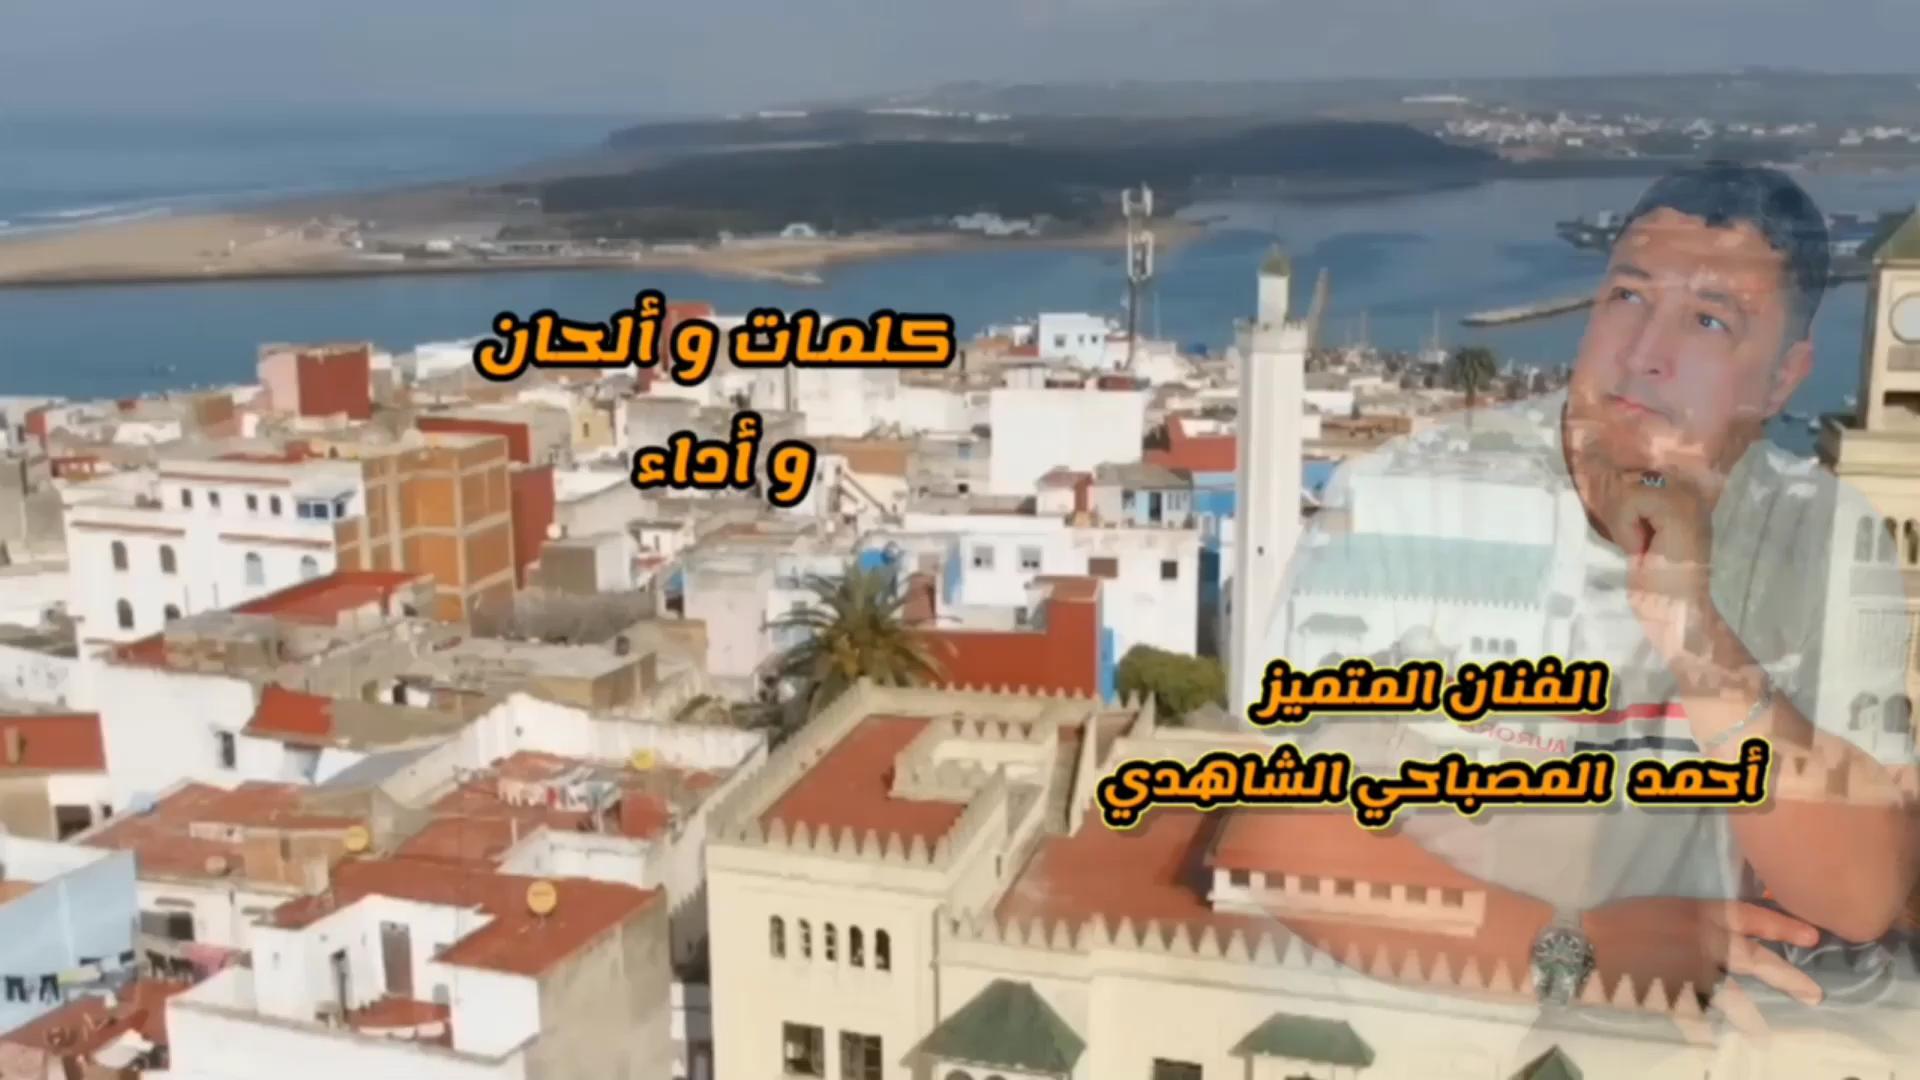 كلمات و ألحان
و أداء
الفنان المتميز
أحمد المصباحي الشاهدي